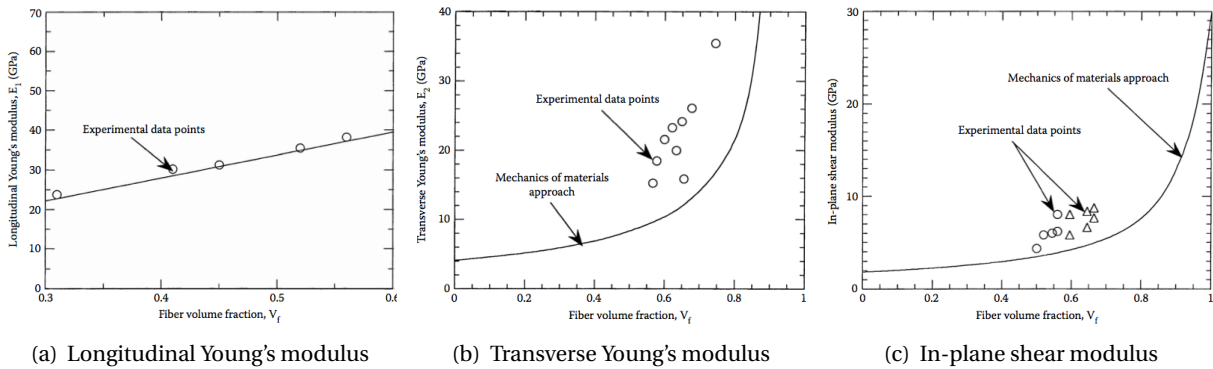 70
60
50
40
30
20
10
0
0.3
0.4
0.5
0.6
Longitudinal Young's modulus, E1 (GPa)
Experimental data points
Fiber volume fraction, Vf
(a) Longitudinal Young's modulus
40
30
20
10
0
0
0.2
0.4
0.6
0.8
1
Transverse Young's modulus, E2 (GPa)
Experimental data points
Mechanics of materials
approach
Fiber volume fraction, Vf
(b) Transverse Young's modulus
30
20
10
0
0
0.2
0.4
0.6
0.8
1
In-plane shear modulus (GPa)
Mechanics of materials approach
Experimental data points
Fiber volume fraction, Vf
(c) In-plane shear modulus